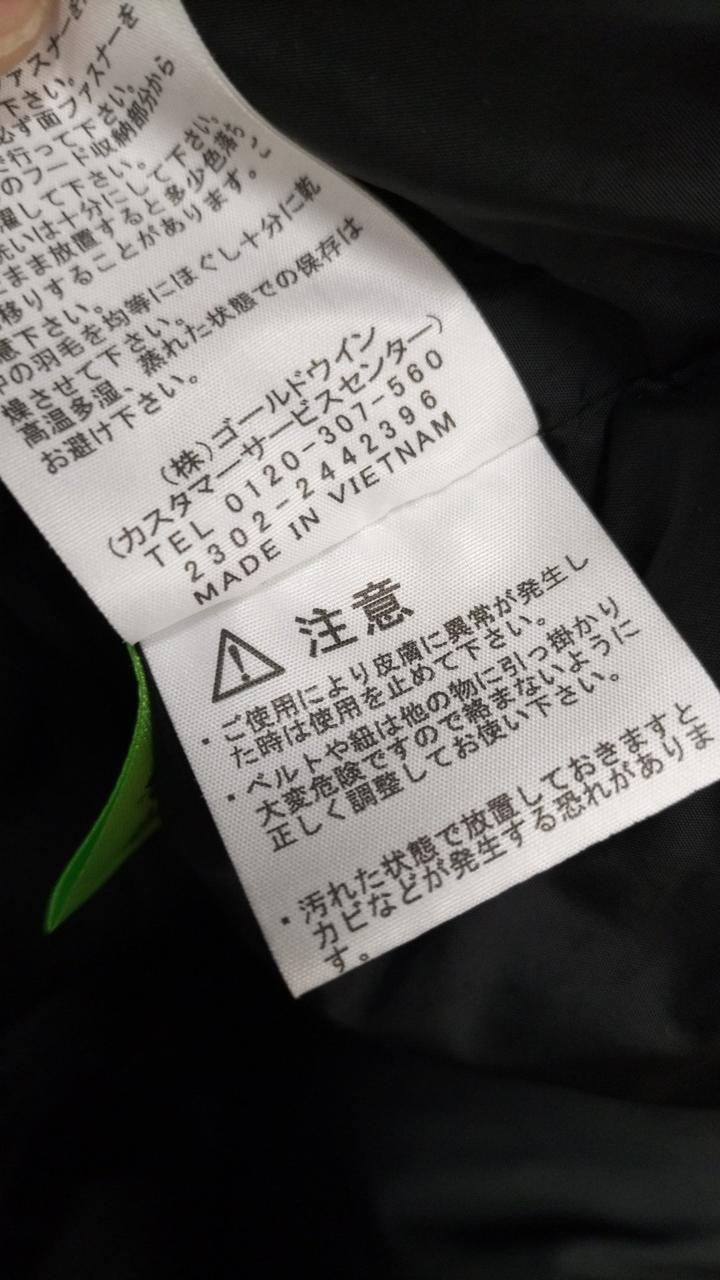 ファスナーを
下さい。
必ず面ファスナーを
行って下さい。
のフード収納部分から
濯して下さい。
洗いは十分にして下さい。
まま放置すると多少色落ち
移りすることがあります。ご
意下さい。
中の羽毛を均等にほぐし十分に乾
燥させて下さい。
高温多湿、蒸れた状態での保存は
お避け下さい。
(株)ゴールドウイン
(カスタマーサービスセンター)
TEL 0120-307-560
2302-2442396
MADE IN VIETNAM
注意
・ご使用により皮膚に異常が発生し
た時は使用を止めて下さい。
・ベルトや紐は他の物に引っ掛かり
大変危険ですので絡まないように
正しく調整してお使い下さい。
・汚れた状態で放置しておきますと
カビなどが発生する恐れがありま
す。